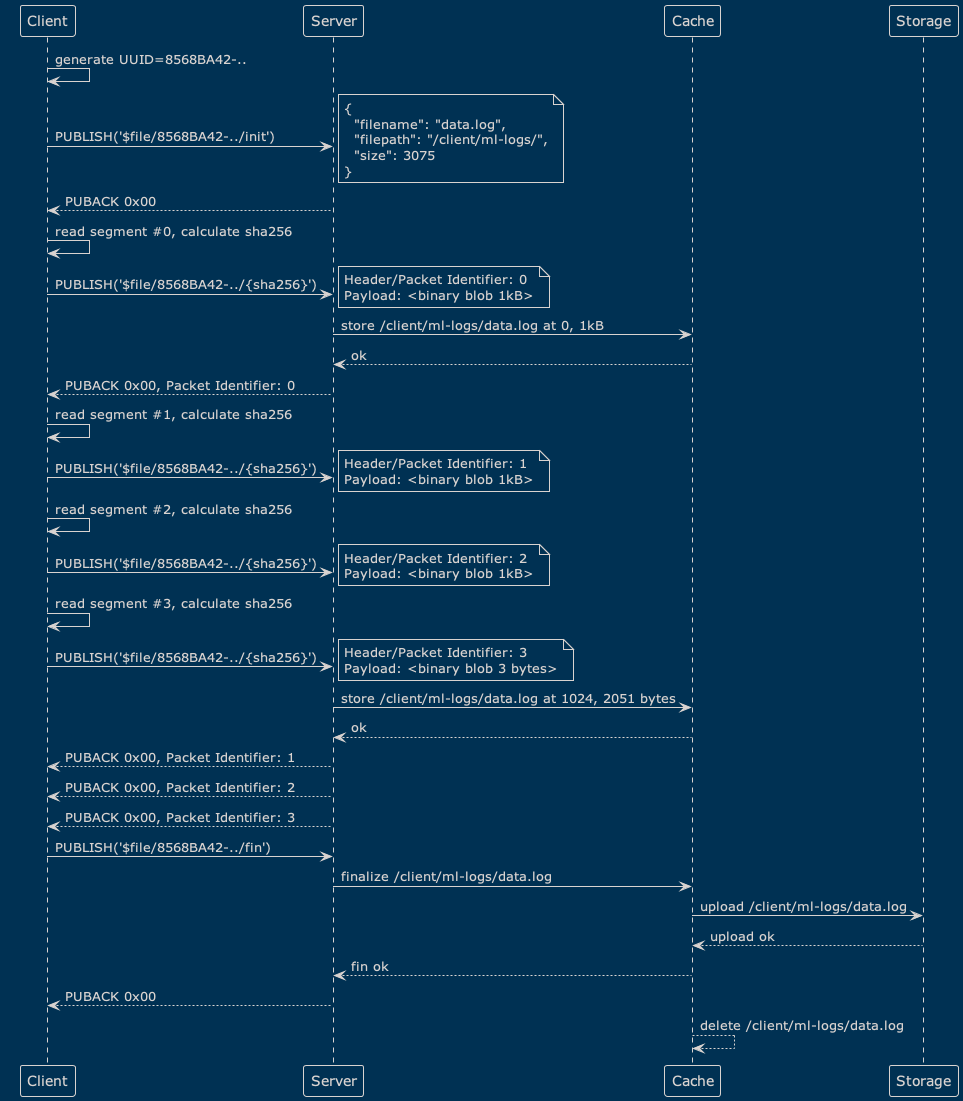 Client
Server
Cache
Storage
generate UUID=8568BA42-..
{
"filename": "data.log",
"filepath": "/client/ml-logs/",
"size": 3075
}
PUBLISH('$file/8568BA42-../init')
PUBACK 0x00
read segment #0, calculate sha256
PUBLISH('$file/8568BA42-../{sha256}')
Header/Packet Identifier: 0
Payload: <binary blob 1kB>
store /client/ml-logs/data.log at 0, 1kB
ok
PUBACK 0x00, Packet Identifier: 0
read segment #1, calculate sha256
PUBLISH('$file/8568BA42-../{sha256}')
Header/Packet Identifier: 1
Payload: <binary blob 1kB>
read segment #2, calculate sha256
PUBLISH('$file/8568BA42-../{sha256}')
Header/Packet Identifier: 2
Payload: <binary blob 1kB>
read segment #3, calculate sha256
PUBLISH('$file/8568BA42-../{sha256}')
Header/Packet Identifier: 3
Payload: <binary blob 3 bytes>
store /client/ml-logs/data.log at 1024, 2051 bytes
ok
PUBACK 0x00, Packet Identifier: 1
PUBACK 0x00, Packet Identifier: 2
PUBACK 0x00, Packet Identifier: 3
PUBLISH('$file/8568BA42-../fin')
finalize /client/ml-logs/data.log
upload /client/ml-logs/data.log
upload ok
fin ok
PUBACK 0x00
delete /client/ml-logs/data.log
Client
Server
Cache
Storage